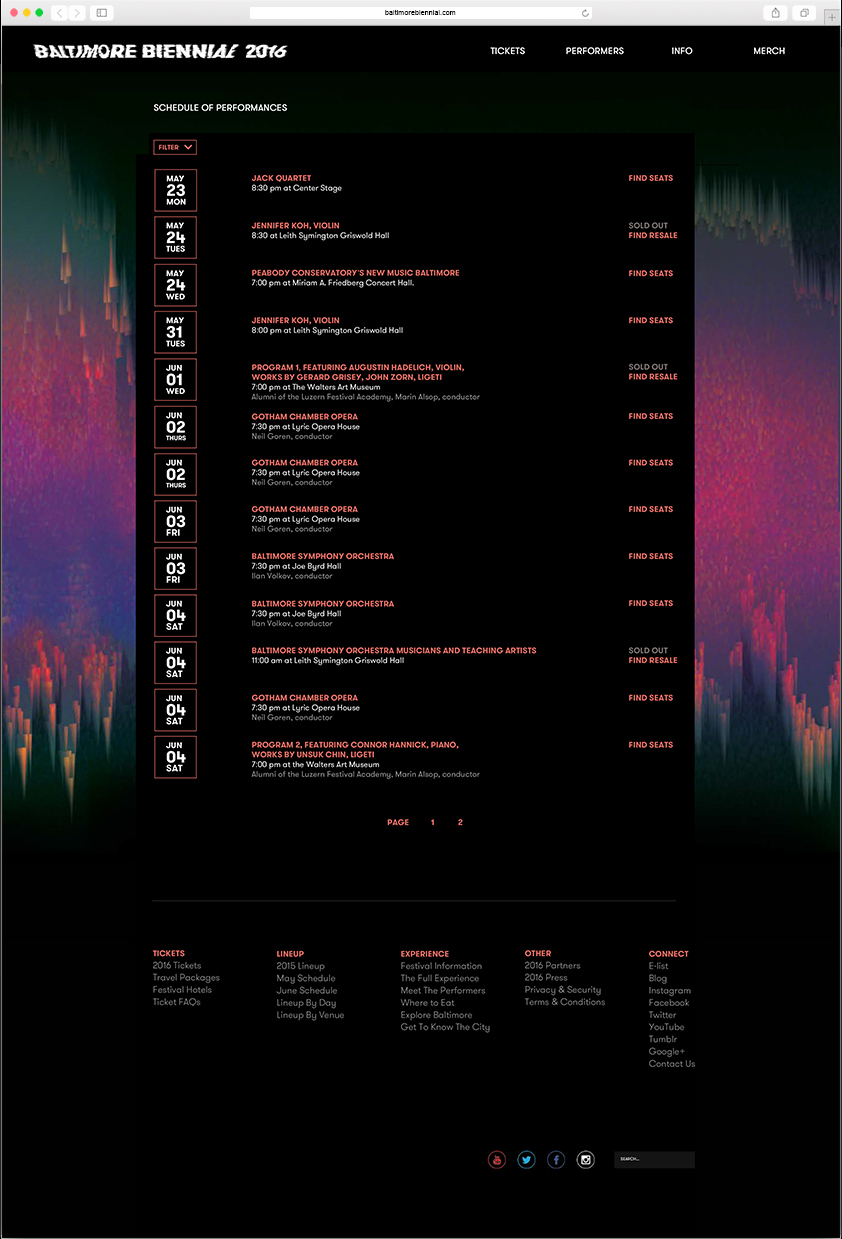 baltimorebiennial.com
BALTIMORE BIENNIAL 2016
TICKETS PERFORMERS INFO MERCH
SCHEDULE OF PERFORMANCES
FILTER
MAY
23
MON
JACK QUARTET
8:30 pm at Center Stage
FIND SEATS
MAY
24
TUES
JENNIFER KOH, VIOLIN
8:30 at Leith Symington Griswold Hall
SOLD OUT
FIND RESALE
MAY
24
WED
PEABODY CONSERVATORY'S NEW MUSIC BALTIMORE
7:00 pm at Miriam A. Friedberg Concert Hall.
FIND SEATS
MAY
31
TUES
JENNIFER KOH, VIOLIN
8:00 pm at Leith Symington Griswold Hall
FIND SEATS
JUN
01
WED
PROGRAM 1, FEATURING AUGUSTIN HADELICH, VIOLIN,
WORKS BY GERARD GRISEY, JOHN ZORN, LIGETI
7:00 pm at The Walters Art Museum
Alumni of the Luzern Festival Academy, Marin Alsop, conductor
SOLD OUT
FIND RESALE
JUN
02
THURS
GOTHAM CHAMBER OPERA
7:30 pm at Lyric Opera House
Neil Goren, conductor
FIND SEATS
JUN
02
THURS
GOTHAM CHAMBER OPERA
7:30 pm at Lyric Opera House
Neil Goren, conductor
FIND SEATS
JUN
03
FRI
GOTHAM CHAMBER OPERA
7:30 pm at Lyric Opera House
Neil Goren, conductor
FIND SEATS
JUN
03
FRI
BALTIMORE SYMPHONY ORCHESTRA
7:30 pm at Joe Byrd Hall
Ilan Volkov, conductor
FIND SEATS
JUN
04
SAT
BALTIMORE SYMPHONY ORCHESTRA
7:30 pm at Joe Byrd Hall
Ilan Volkov, conductor
FIND SEATS
JUN
04
SAT
BALTIMORE SYMPHONY ORCHESTRA MUSICIANS AND TEACHING ARTISTS
11:00 am at Leith Symington Griswold Hall
SOLD OUT
FIND RESALE
JUN
04
SAT
GOTHAM CHAMBER OPERA
7:30 pm at Lyric Opera House
Neil Goren, conductor
FIND SEATS
JUN
04
SAT
PROGRAM 2, FEATURING CONNOR HANNICK, PIANO,
WORKS BY UNSUK CHIN, LIGETI
7:00 pm at the Walters Art Museum
Alumni of the Luzern Festival Academy, Marin Alsop, conductor
FIND SEATS
PAGE 1 2
TICKETS
2016 Tickets
Travel Packages
Festival Hotels
Ticket FAQs
LINEUP
2015 Lineup
May Schedule
June Schedule
Lineup By Day
Lineup By Venue
EXPERIENCE
Festival Information
The Full Experience
Meet The Performers
Where to Eat
Explore Baltimore
Get To Know The City
OTHER
2016 Partners
2016 Press
Privacy & Security
Terms & Conditions
CONNECT
E-list
Blog
Instagram
Facebook
Twitter
YouTube
Tumblr
Google+
Contact Us
SEARCH...